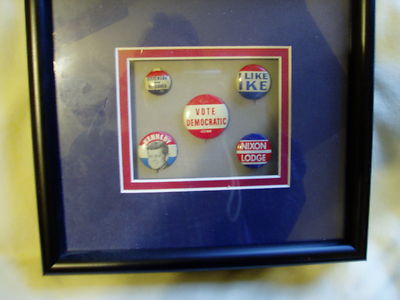 I LIKE
IKE
VOTE
DEMOCRATIC
KENNEDY
NIXON
LODGE